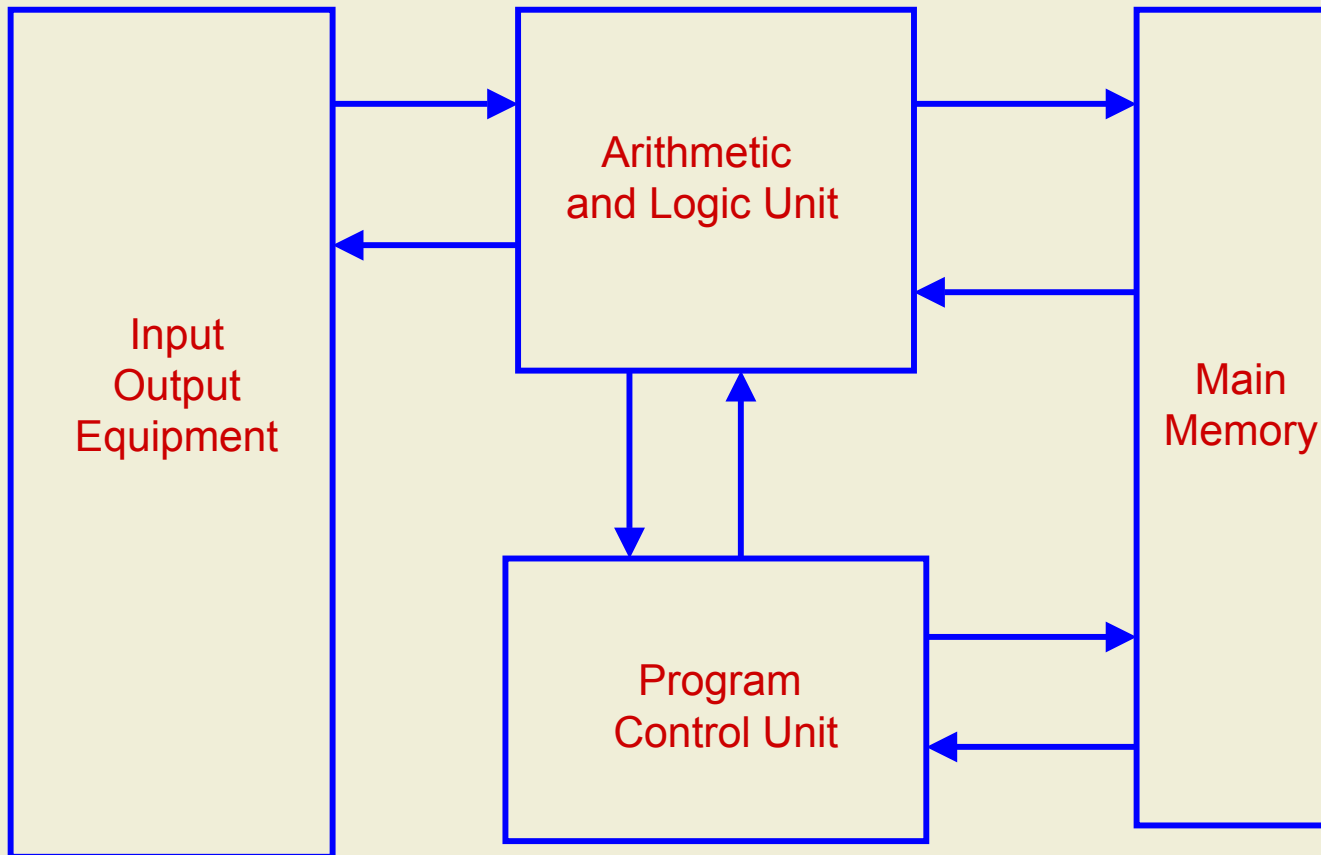 Input
Output
Equipment
Arithmetic
and Logic Unit
Program
Control Unit
Main
Memory